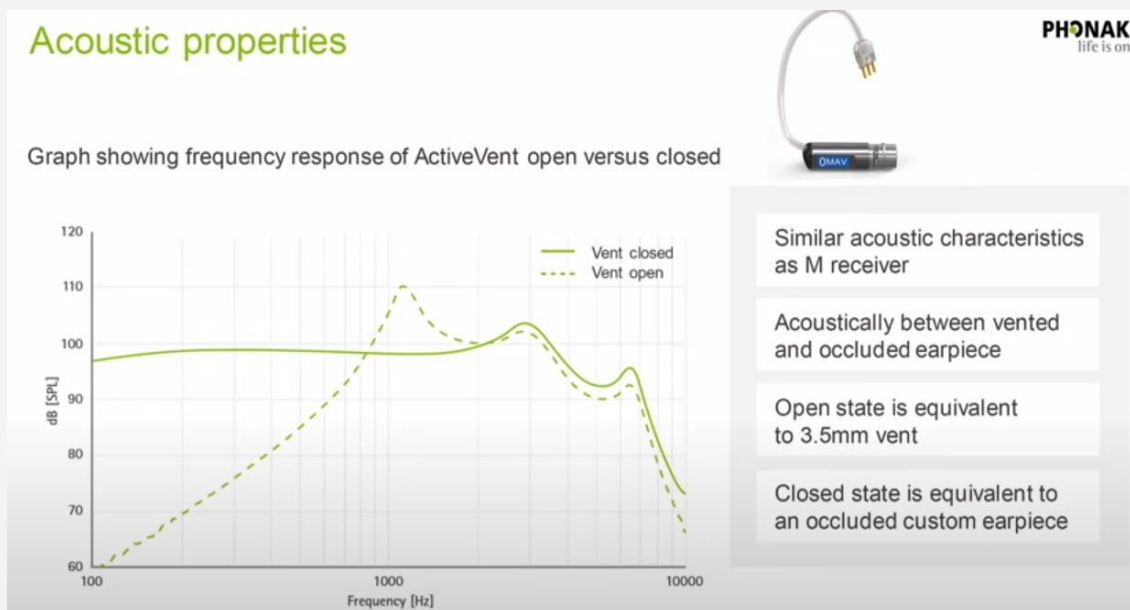 Acoustic properties
PHONAK
life is on
Graph showing frequency response of ActiveVent open versus closed
MAV
120
110
100
90
80
70
60
dB [SPL]
Vent closed
Vent open
100
1000
10000
Frequency [Hz]
Similar acoustic characteristics
as M receiver
Acoustically between vented
and occluded earpiece
Open state is equivalent
to 3.5mm vent
Closed state is equivalent to
an occluded custom earpiece